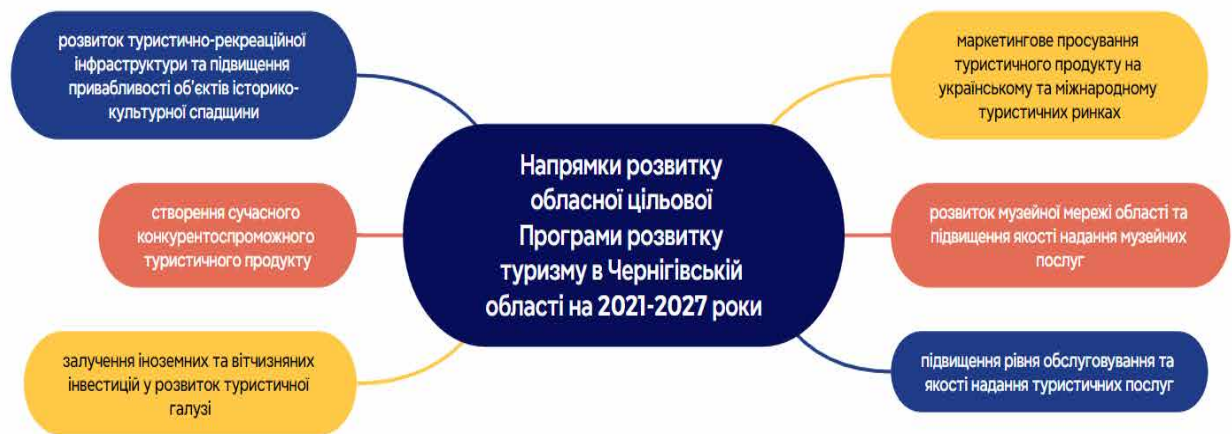 розвиток туристично-рекреаційної
інфраструктури та підвищення
привабливості об’єктів історико-
культурної спадщини
створення сучасного
конкурентоспроможного
туристичного продукту
залучення іноземних та вітчизняних
інвестицій у розвиток туристичної
галузі
Напрямки розвитку
обласної цільової
Програми розвитку
туризму в Чернігівській
області на 2021-2027 роки
маркетингове просування
туристичного продукту на
українському та міжнародному
туристичних ринках
розвиток музейної мережі області та
підвищення якості надання музейних
послуг
підвищення рівня обслуговування та
якості надання туристичних послуг